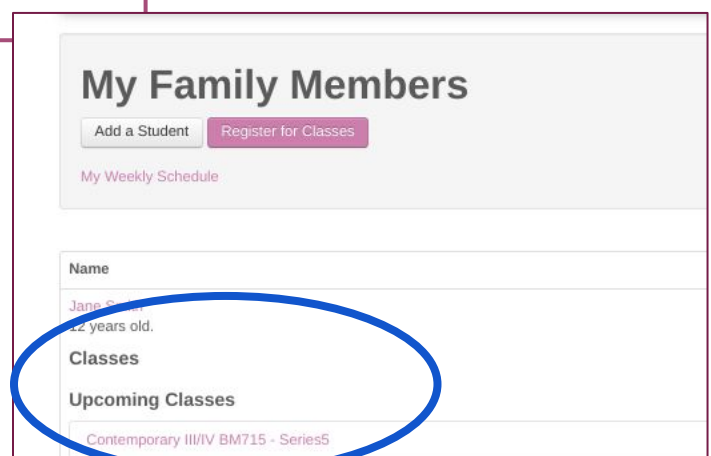 My Family Members
Add a Student Register for Classes
My Weekly Schedule
Name
Jane
12 years old.
Classes
Upcoming Classes
Contemporary III/IV BM715 - Series5